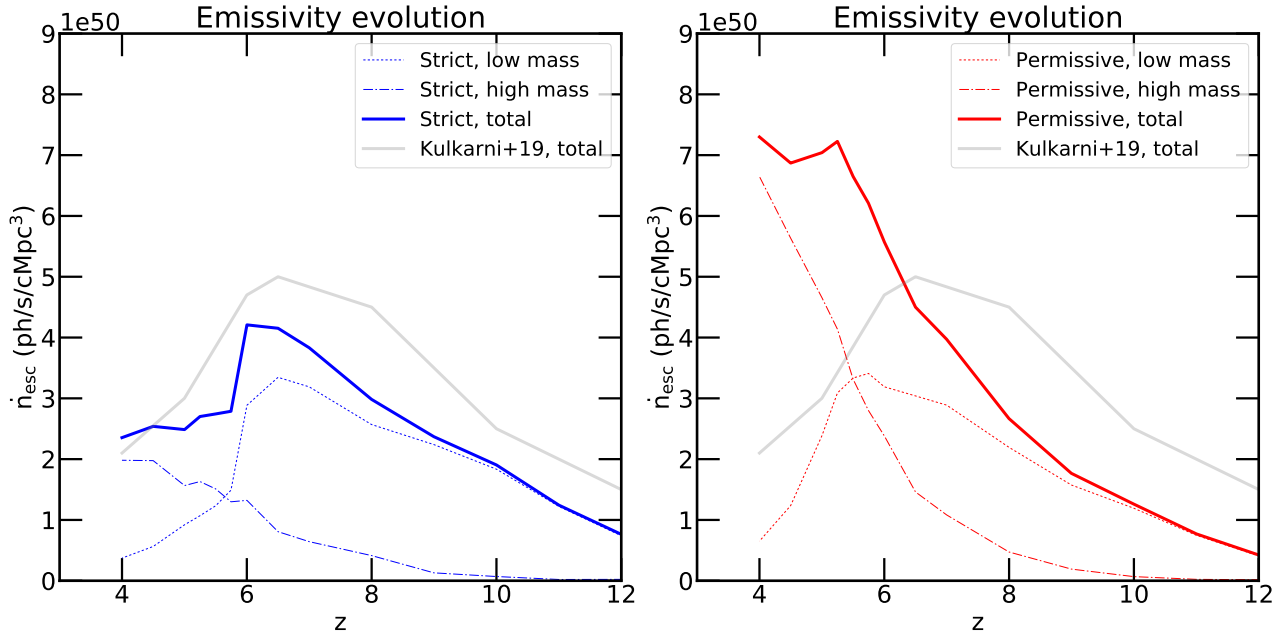 Emissivity evolution
1e50
9
8
7
6
5
4
3
2
1
0
4 6 8 10 12
z
ṅesc (ph/s/cMpc³)
Strict, low mass
Strict, high mass
Strict, total
Kulkarni+19, total
Emissivity evolution
1e50
9
8
7
6
5
4
3
2
1
0
4 6 8 10 12
z
ṅesc (ph/s/cMpc³)
Permissive, low mass
Permissive, high mass
Permissive, total
Kulkarni+19, total